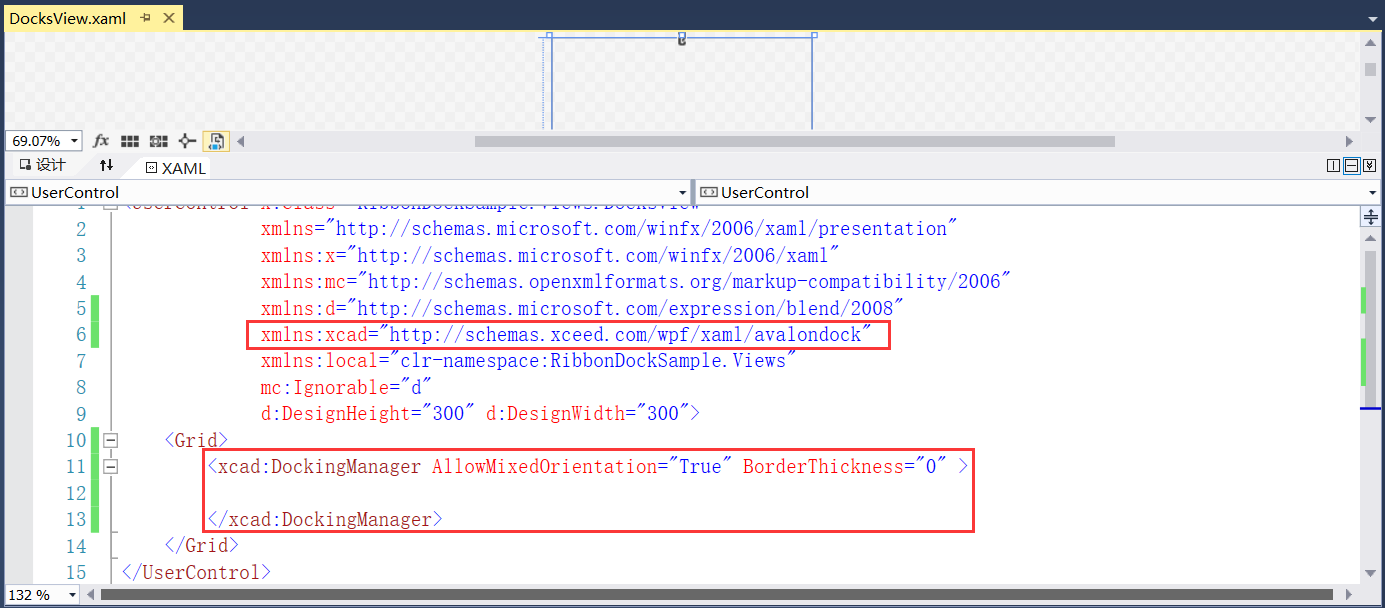 DocksView.xaml
69.07%
fx
设计
XAML
UserControl
UserControl
1 <UserControl x:Class="RibbonDockSample.Views.DocksView"
2 xmlns="http://schemas.microsoft.com/winfx/2006/xaml/presentation"
3 xmlns:x="http://schemas.microsoft.com/winfx/2006/xaml"
4 xmlns:mc="http://schemas.openxmlformats.org/markup-compatibility/2006"
5 xmlns:d="http://schemas.microsoft.com/expression/blend/2008"
6 xmlns:xcad="http://schemas.xceed.com/wpf/xaml/avalondock"
7 xmlns:local="clr-namespace:RibbonDockSample.Views"
8 mc:Ignorable="d"
9 d:DesignHeight="300" d:DesignWidth="300">
10 <Grid>
11 <xcad:DockingManager AllowMixedOrientation="True" BorderThickness="0" >
12
13 </xcad:DockingManager>
14 </Grid>
15 </UserControl>
132 %